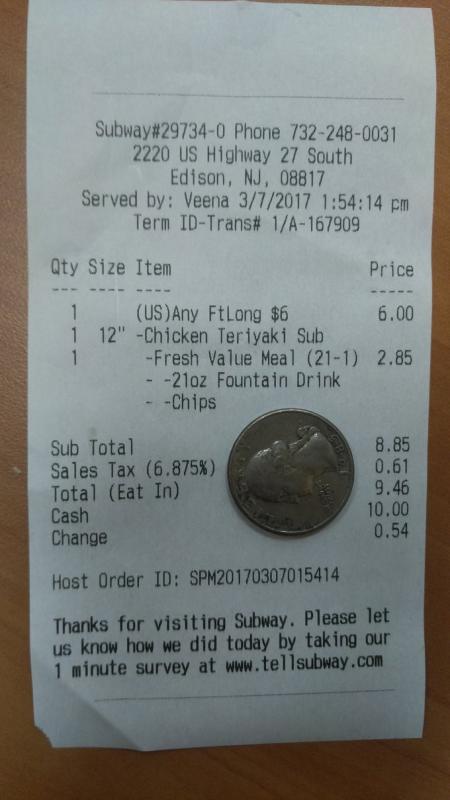 Subway#29734-0 Phone 732-248-0031
2220 US Highway 27 South
Edison, NJ, 08817
Served by: Veena 3/7/2017 1:54:14 pm
Term ID-Trans# 1/A-167909
Qty Size Item Price
--- ---- ---- -----
1 (US)Any FtLong $6 6.00
1 12" -Chicken Teriyaki Sub
1 -Fresh Value Meal (21-1) 2.85
- -21oz Fountain Drink
- -Chips
Sub Total 8.85
Sales Tax (6.875%) 0.61
Total (Eat In) 9.46
Cash 10.00
Change 0.54
Host Order ID: SPM20170307015414
Thanks for visiting Subway. Please let
us know how we did today by taking our
1 minute survey at www.tellsubway.com